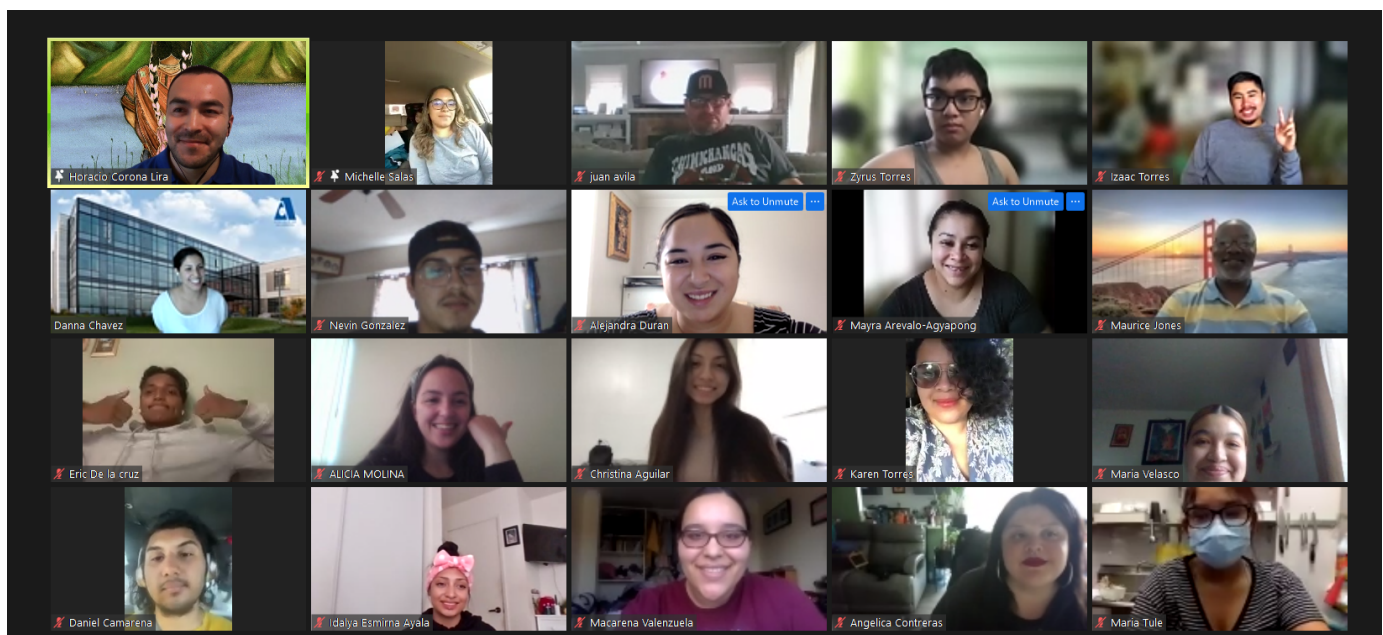 Horacio Corona Lira
Michelle Salas
juan avila
Zyrus Torres
Izaac Torres
Danna Chavez
Nevin Gonzalez
Ask to Unmute
Alejandra Duran
Ask to Unmute
Mayra Arevalo-Agyapong
Maurice Jones
Eric De la cruz
ALICIA MOLINA
Christina Aguilar
Karen Torres
Maria Velasco
Daniel Camarena
Idalya Esmirna Ayala
Macarena Valenzuela
Angelica Contreras
Maria Tule